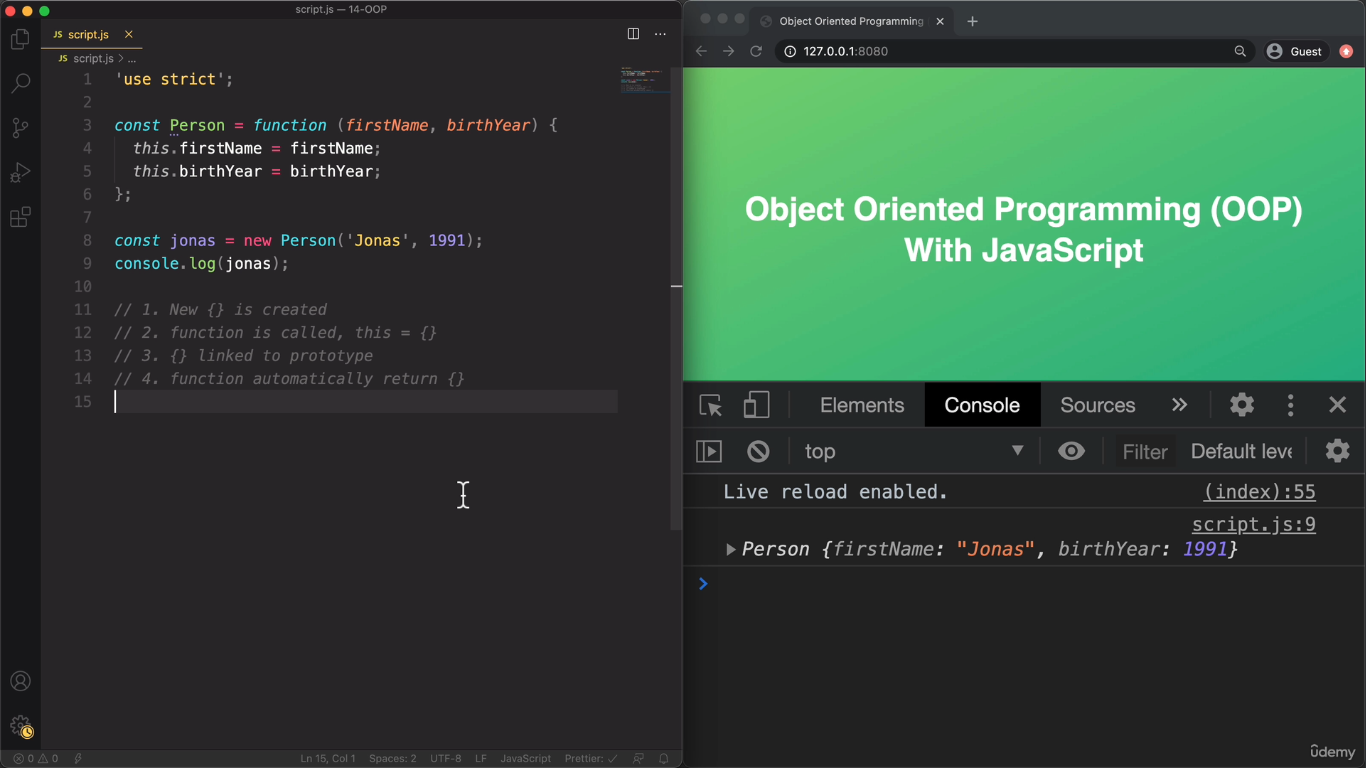 script.js — 14-OOP
JS script.js ×
JS script.js > ...
1 'use strict';
2
3 const Person = function (firstName, birthYear) {
4 this.firstName = firstName;
5 this.birthYear = birthYear;
6 };
7
8 const jonas = new Person('Jonas', 1991);
9 console.log(jonas);
10
11 // 1. New {} is created
12 // 2. function is called, this = {}
13 // 3. {} linked to prototype
14 // 4. function automatically return {}
15
0 0
Ln 15, Col 1 Spaces: 2 UTF-8 LF JavaScript Prettier: ✓
Object Oriented Programming ×
127.0.0.1:8080 Guest
Object Oriented Programming (OOP)
With JavaScript
Elements Console Sources »
top Filter Default leve
Live reload enabled. (index):55
script.js:9
Person {firstName: "Jonas", birthYear: 1991}
ûdemy